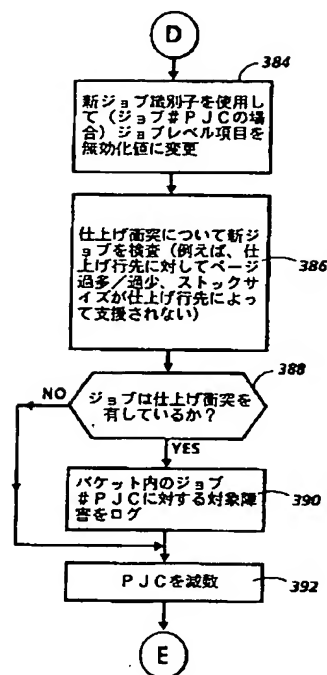 D
384
新ジョブ識別子を使用し
て(ジョブ#PJCの場
合)ジョブレベル項目を
無効化値に変更
仕上げ衝突について新ジ
ョブを検査(例えば、仕
上げ行先に対してページ
過多/過少、ストックサ
イズが仕上げ行先によっ
て支援されない)
386
388
ジョブは仕上げ衝突を
有しているか?
NO
YES
パケット内のジョブ
#PJCに対する対象障
害をログ
390
PJCを減数
392
E